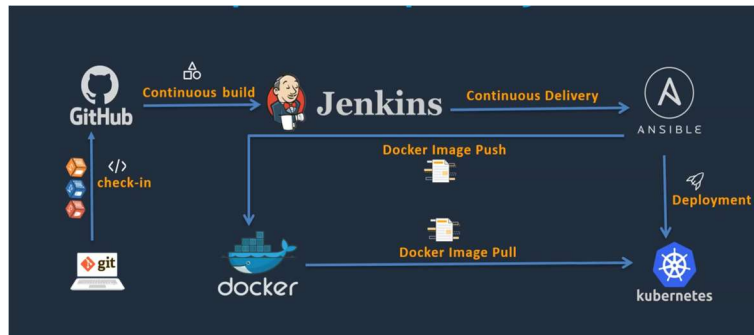 Continuous build
GitHub
Jenkins
Continuous Delivery
ANSIBLE
Docker Image Push
</>
check-in
Deployment
git
docker
Docker Image Pull
kubernetes